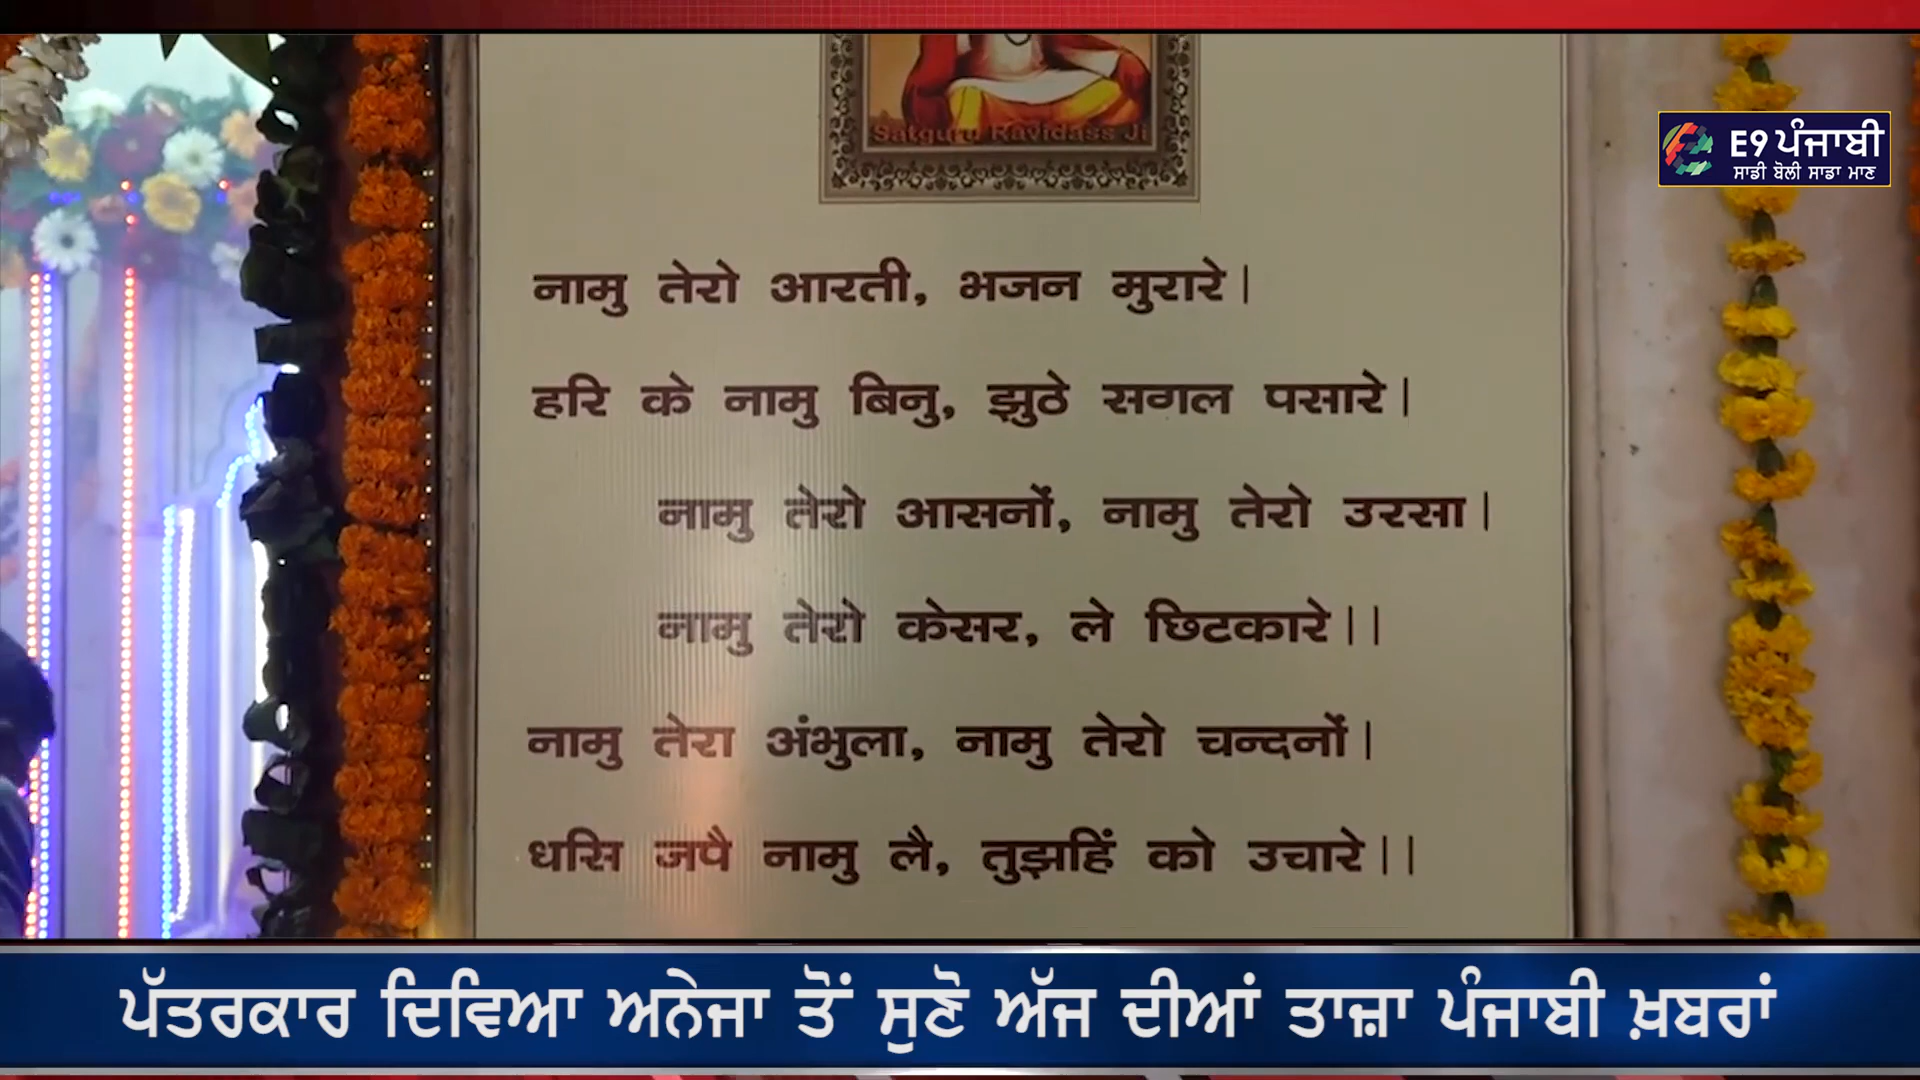 Satguru Ravidass Ji
E9 ਪੰਜਾਬੀ
ਸਾਡੀ ਬੋਲੀ ਸਾਡਾ ਮਾਣ
नामु तेरो आरती, भजन मुरारे|
हरि के नामु बिनु, झुठे सगल पसारे|
नामु तेरो आसनों, नामु तेरो उरसा|
नामु तेरो केसर, ले छिटकारे||
नामु तेरा अंभुला, नामु तेरो चन्दनों|
धसि जपै नामु लै, तुझहिं को उचारे||
ਪੱਤਰਕਾਰ ਦਿਵਿਆ ਅਨੇਜਾ ਤੋਂ ਸੁਣੋ ਅੱਜ ਦੀਆਂ ਤਾਜ਼ਾ ਪੰਜਾਬੀ ਖ਼ਬਰਾਂ